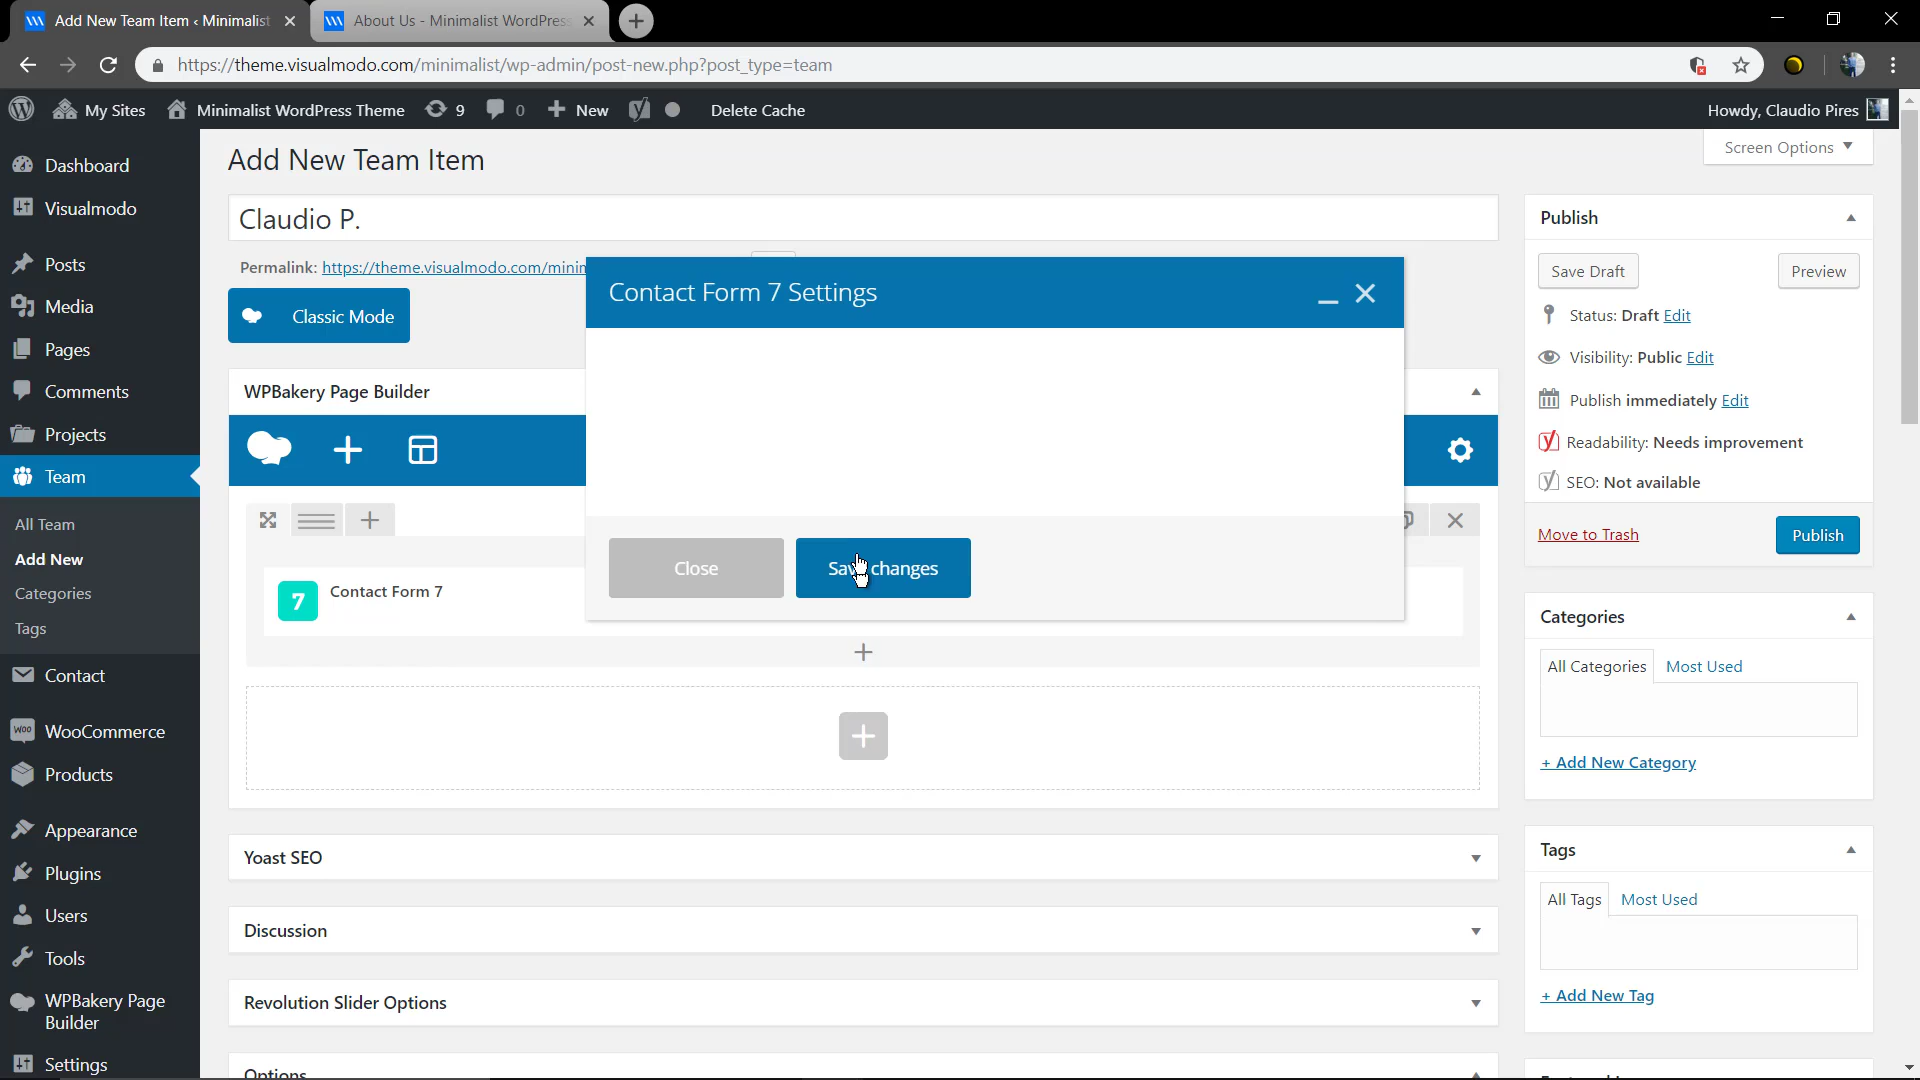 Add New Team Item ‹ Minimalist
About Us - Minimalist WordPress
https://theme.visualmodo.com/minimalist/wp-admin/post-new.php?post_type=team
My Sites
Minimalist WordPress Theme
9
0
New
Delete Cache
Howdy, Claudio Pires
Dashboard
Visualmodo
Posts
Media
Pages
Comments
Projects
Team
All Team
Add New
Categories
Tags
Contact
WooCommerce
Products
Appearance
Plugins
Users
Tools
WPBakery Page
Builder
Settings
Add New Team Item
Screen Options
Claudio P.
Permalink: https://theme.visualmodo.com/minin
Classic Mode
WPBakery Page Builder
7
Contact Form 7
Contact Form 7 Settings
Close
Save changes
Yoast SEO
Discussion
Revolution Slider Options
Options
Publish
Save Draft
Preview
Status: Draft Edit
Visibility: Public Edit
Publish immediately Edit
Readability: Needs improvement
SEO: Not available
Move to Trash
Publish
Categories
All Categories
Most Used
+ Add New Category
Tags
All Tags
Most Used
+ Add New Tag